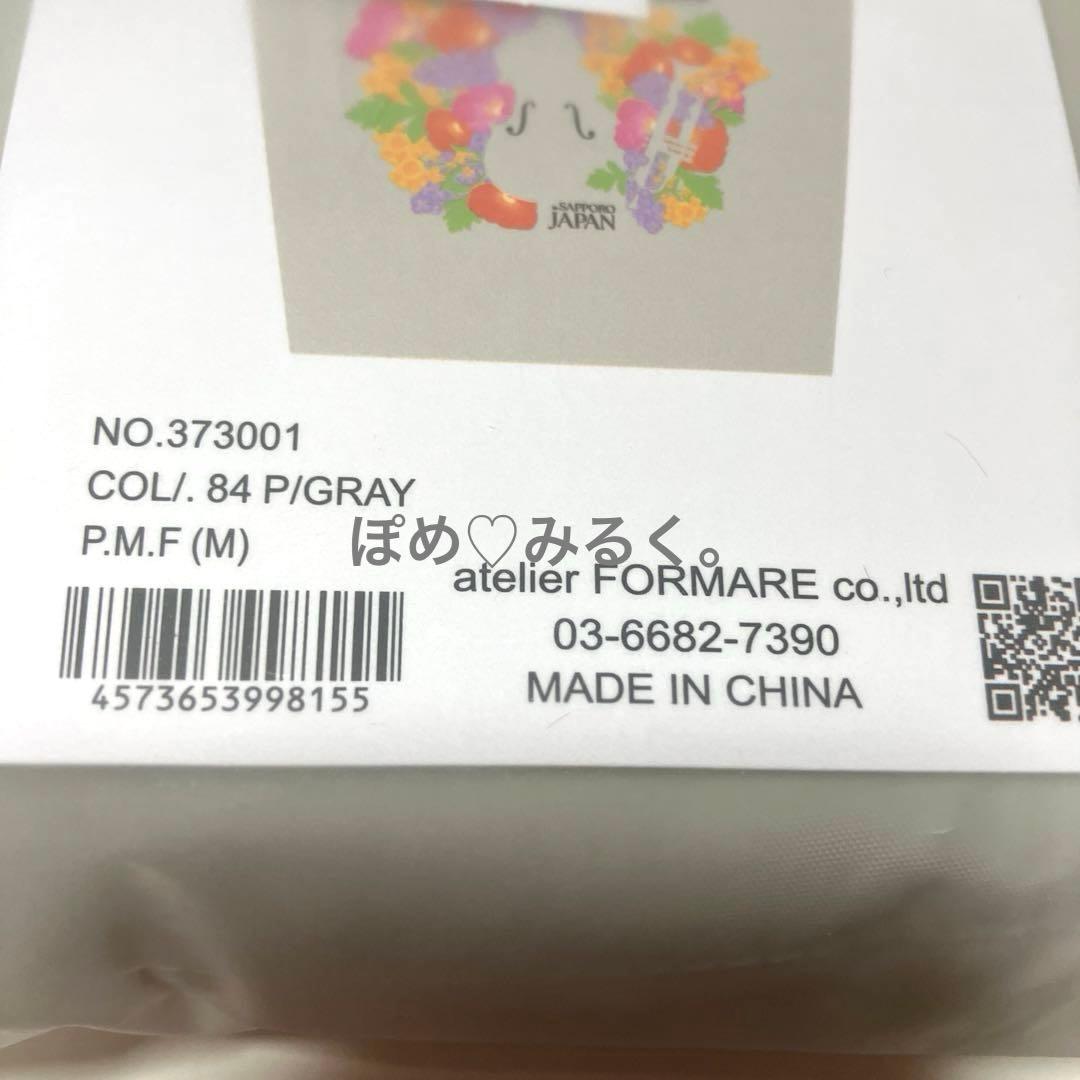 in SAPPORO
JAPAN
NO.373001
COL/. 84 P/GRAY
P.M.F (M)
ぽめ♡みるく。
atelier FORMARE co.,ltd
03-6682-7390
MADE IN CHINA
4573653998155